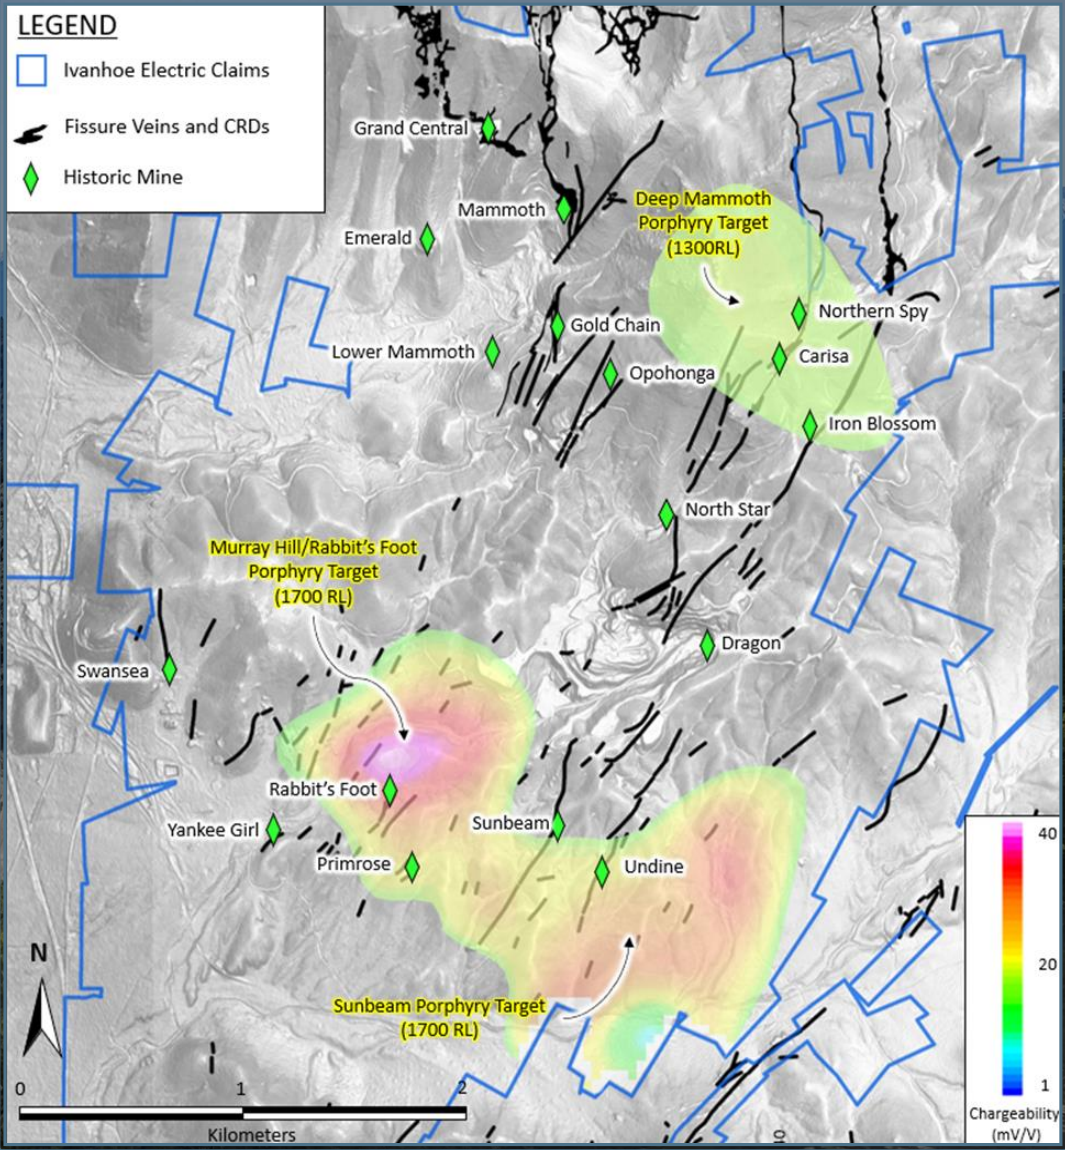 LEGEND
Ivanhoe Electric Claims
Fissure Veins and CRDs
Historic Mine
Grand Central
Mammoth
Deep Mammoth
Porphyry Target
(1300RL)
Emerald
Northern Spy
Gold Chain
Lower Mammoth
Carisa
Opohonga
Iron Blossom
North Star
Murray Hill/Rabbit's Foot
Porphyry Target
(1700 RL)
Dragon
Swansea
Rabbit's Foot
Yankee Girl
Sunbeam
Primrose
Undine
Sunbeam Porphyry Target
(1700 RL)
N
0 1 2
Kilometers
40
20
1
Chargeability
(mV/V)